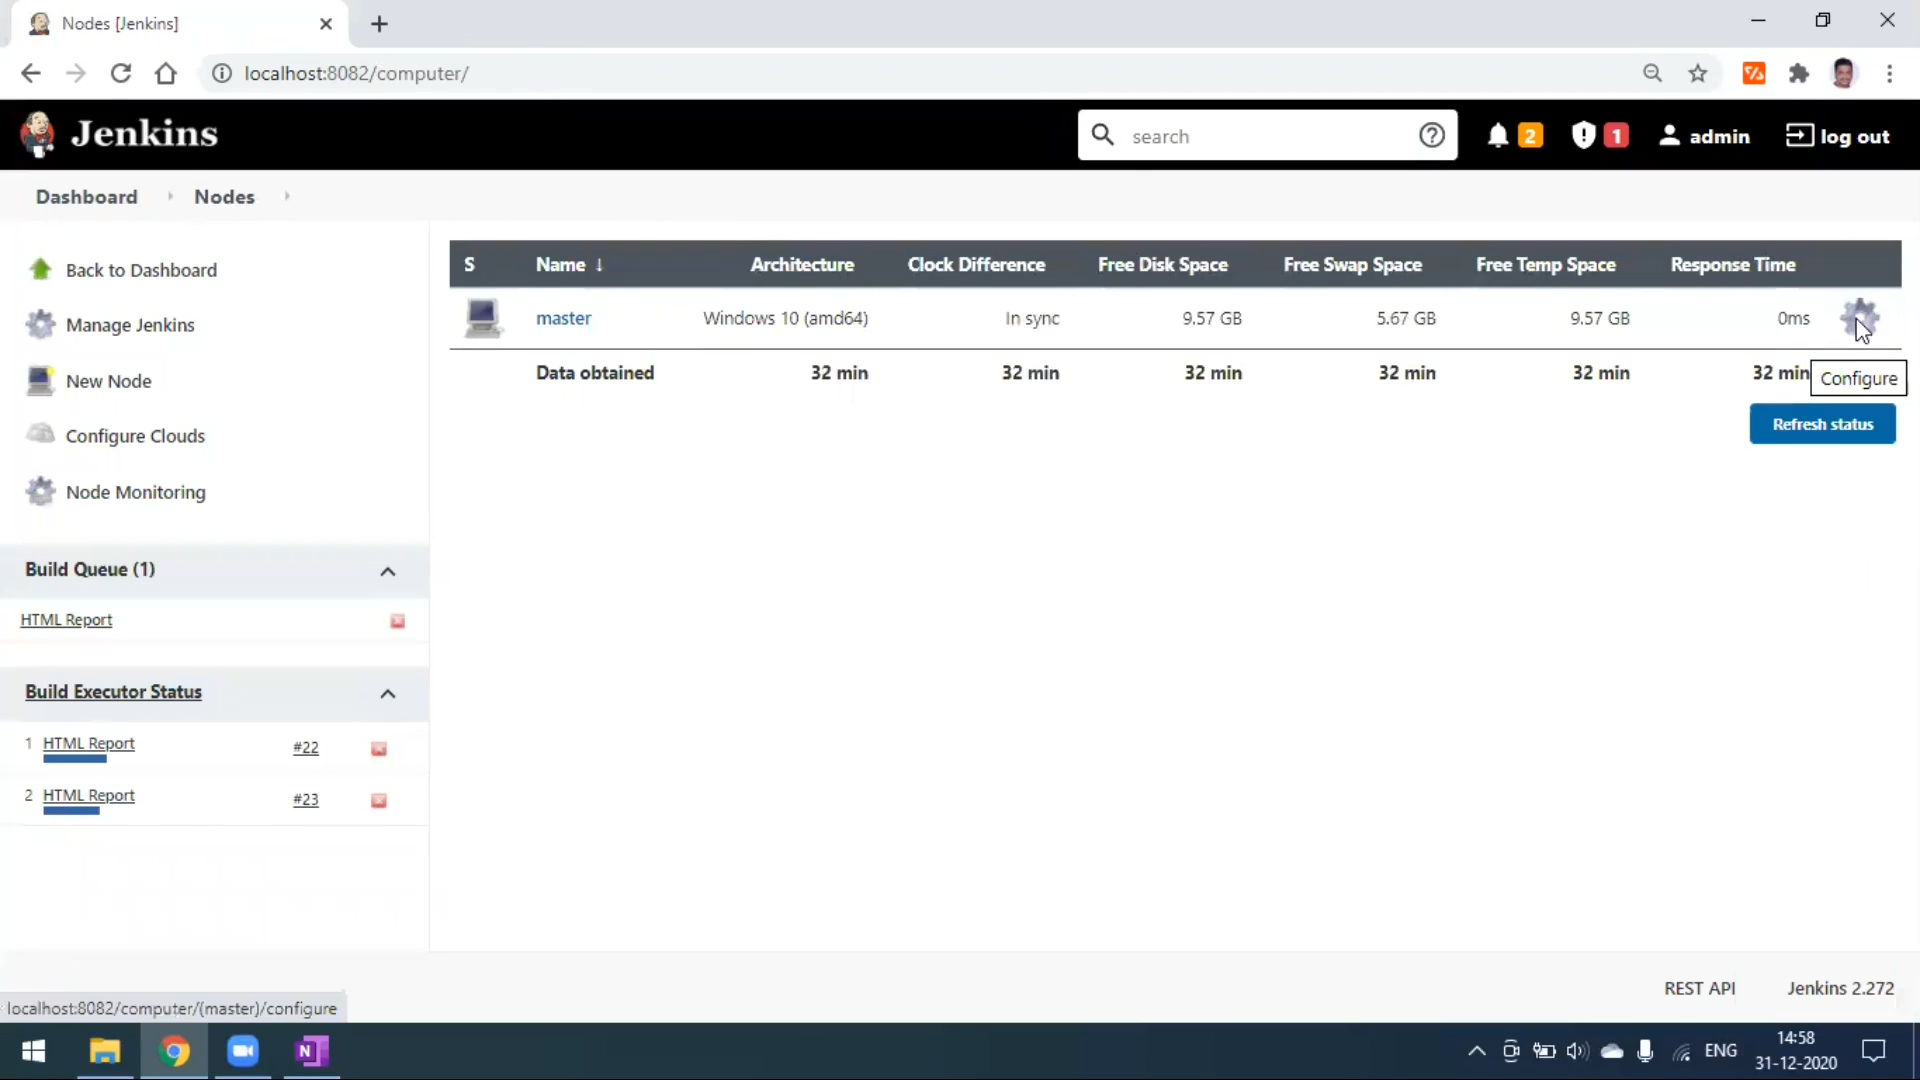 Nodes [Jenkins]
localhost:8082/computer/
Jenkins
search
2
1
admin
log out
Dashboard
Nodes
Back to Dashboard
Manage Jenkins
New Node
Configure Clouds
Node Monitoring
Build Queue (1)
HTML Report
Build Executor Status
1 HTML Report #22
2 HTML Report #23
S Name ↓ Architecture Clock Difference Free Disk Space Free Swap Space Free Temp Space Response Time
master Windows 10 (amd64) In sync 9.57 GB 5.67 GB 9.57 GB 0ms
Data obtained 32 min 32 min 32 min 32 min 32 min 32 min
Configure
Refresh status
REST API Jenkins 2.272
localhost:8082/computer/(master)/configure
N
ENG
14:58
31-12-2020